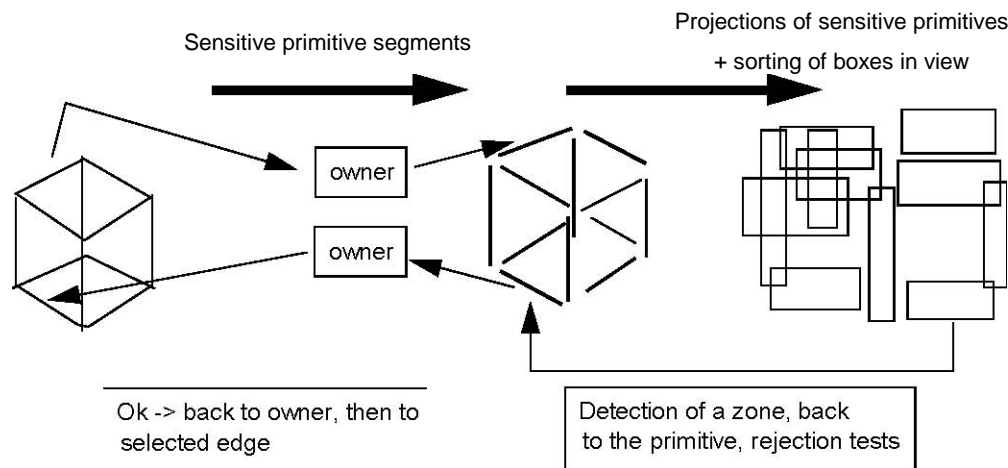 Sensitive primitive segments
Projections of sensitive primitives
+ sorting of boxes in view
owner
owner
Ok -> back to owner, then to
selected edge
Detection of a zone, back
to the primitive, rejection tests